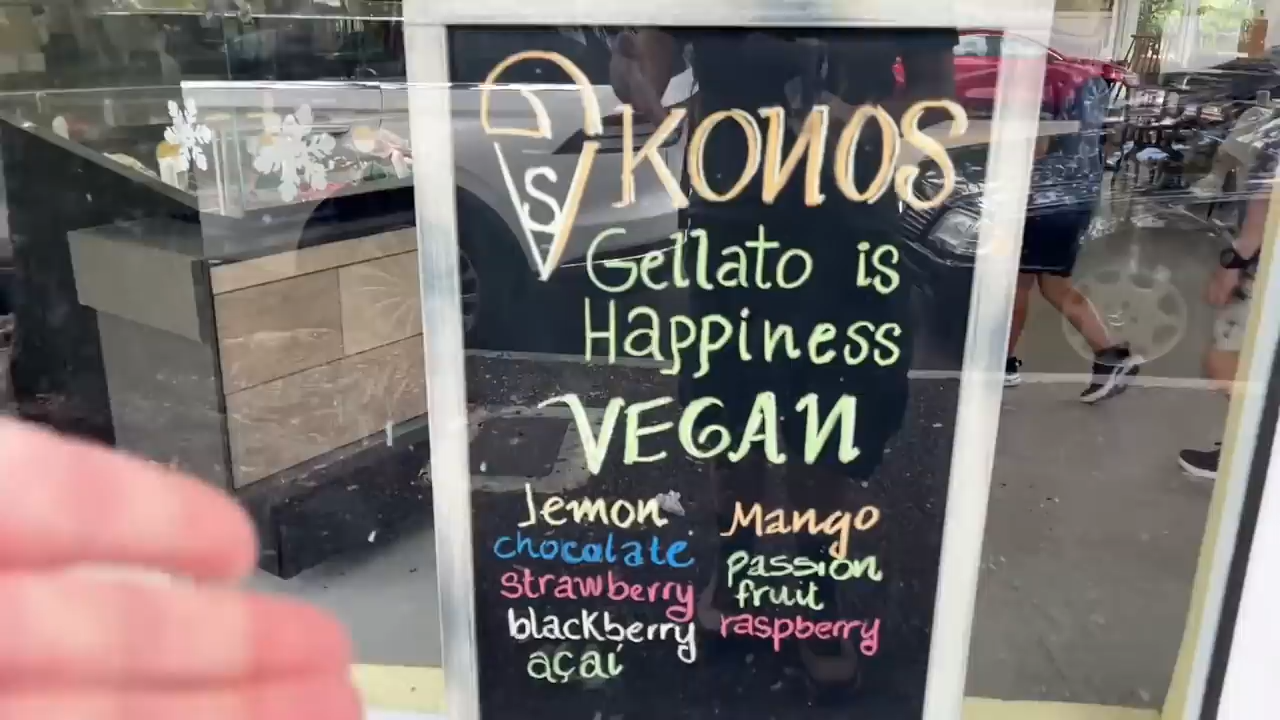 S KONOS
Gellato is
Happiness
VEGAN
lemon
chocolate
strawberry
blackberry
açaí
Mango
passion
fruit
raspberry